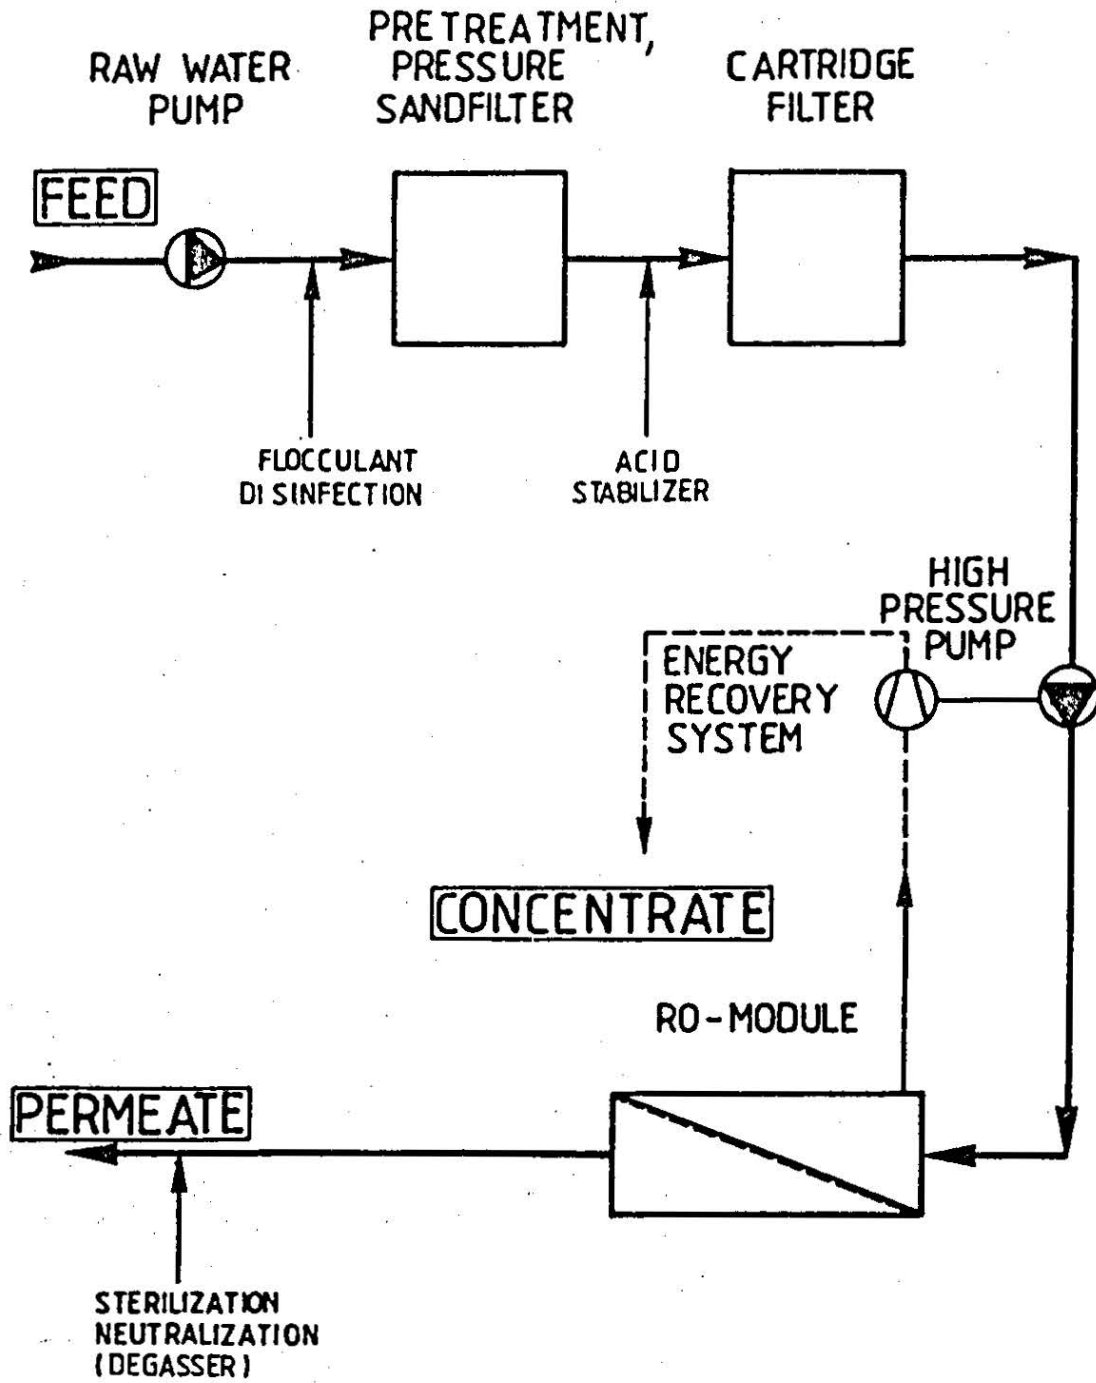 RAW WATER
PUMP
PRETREATMENT,
PRESSURE
SANDFILTER
CARTRIDGE
FILTER
FEED
FLOCCULANT
DISINFECTION
ACID
STABILIZER
HIGH
PRESSURE
PUMP
ENERGY
RECOVERY
SYSTEM
CONCENTRATE
RO-MODULE
PERMEATE
STERILIZATION
NEUTRALIZATION
(DEGASSER)